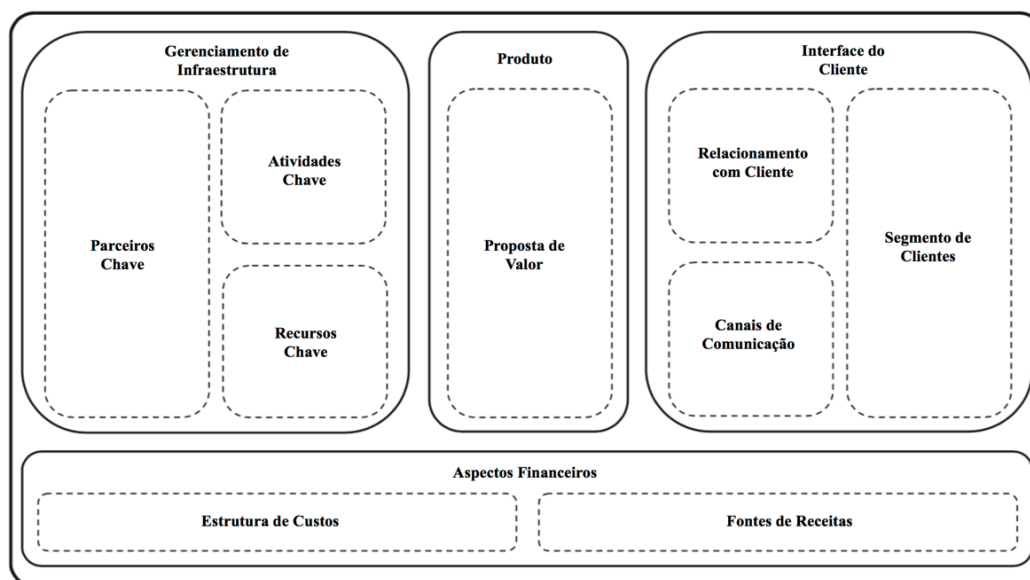 Gerenciamento de
Infraestrutura
Parceiros
Chave
Atividades
Chave
Recursos
Chave
Produto
Proposta de
Valor
Interface do
Cliente
Relacionamento
com Cliente
Canais de
Comunicação
Segmento de
Clientes
Aspectos Financeiros
Estrutura de Custos
Fontes de Receitas